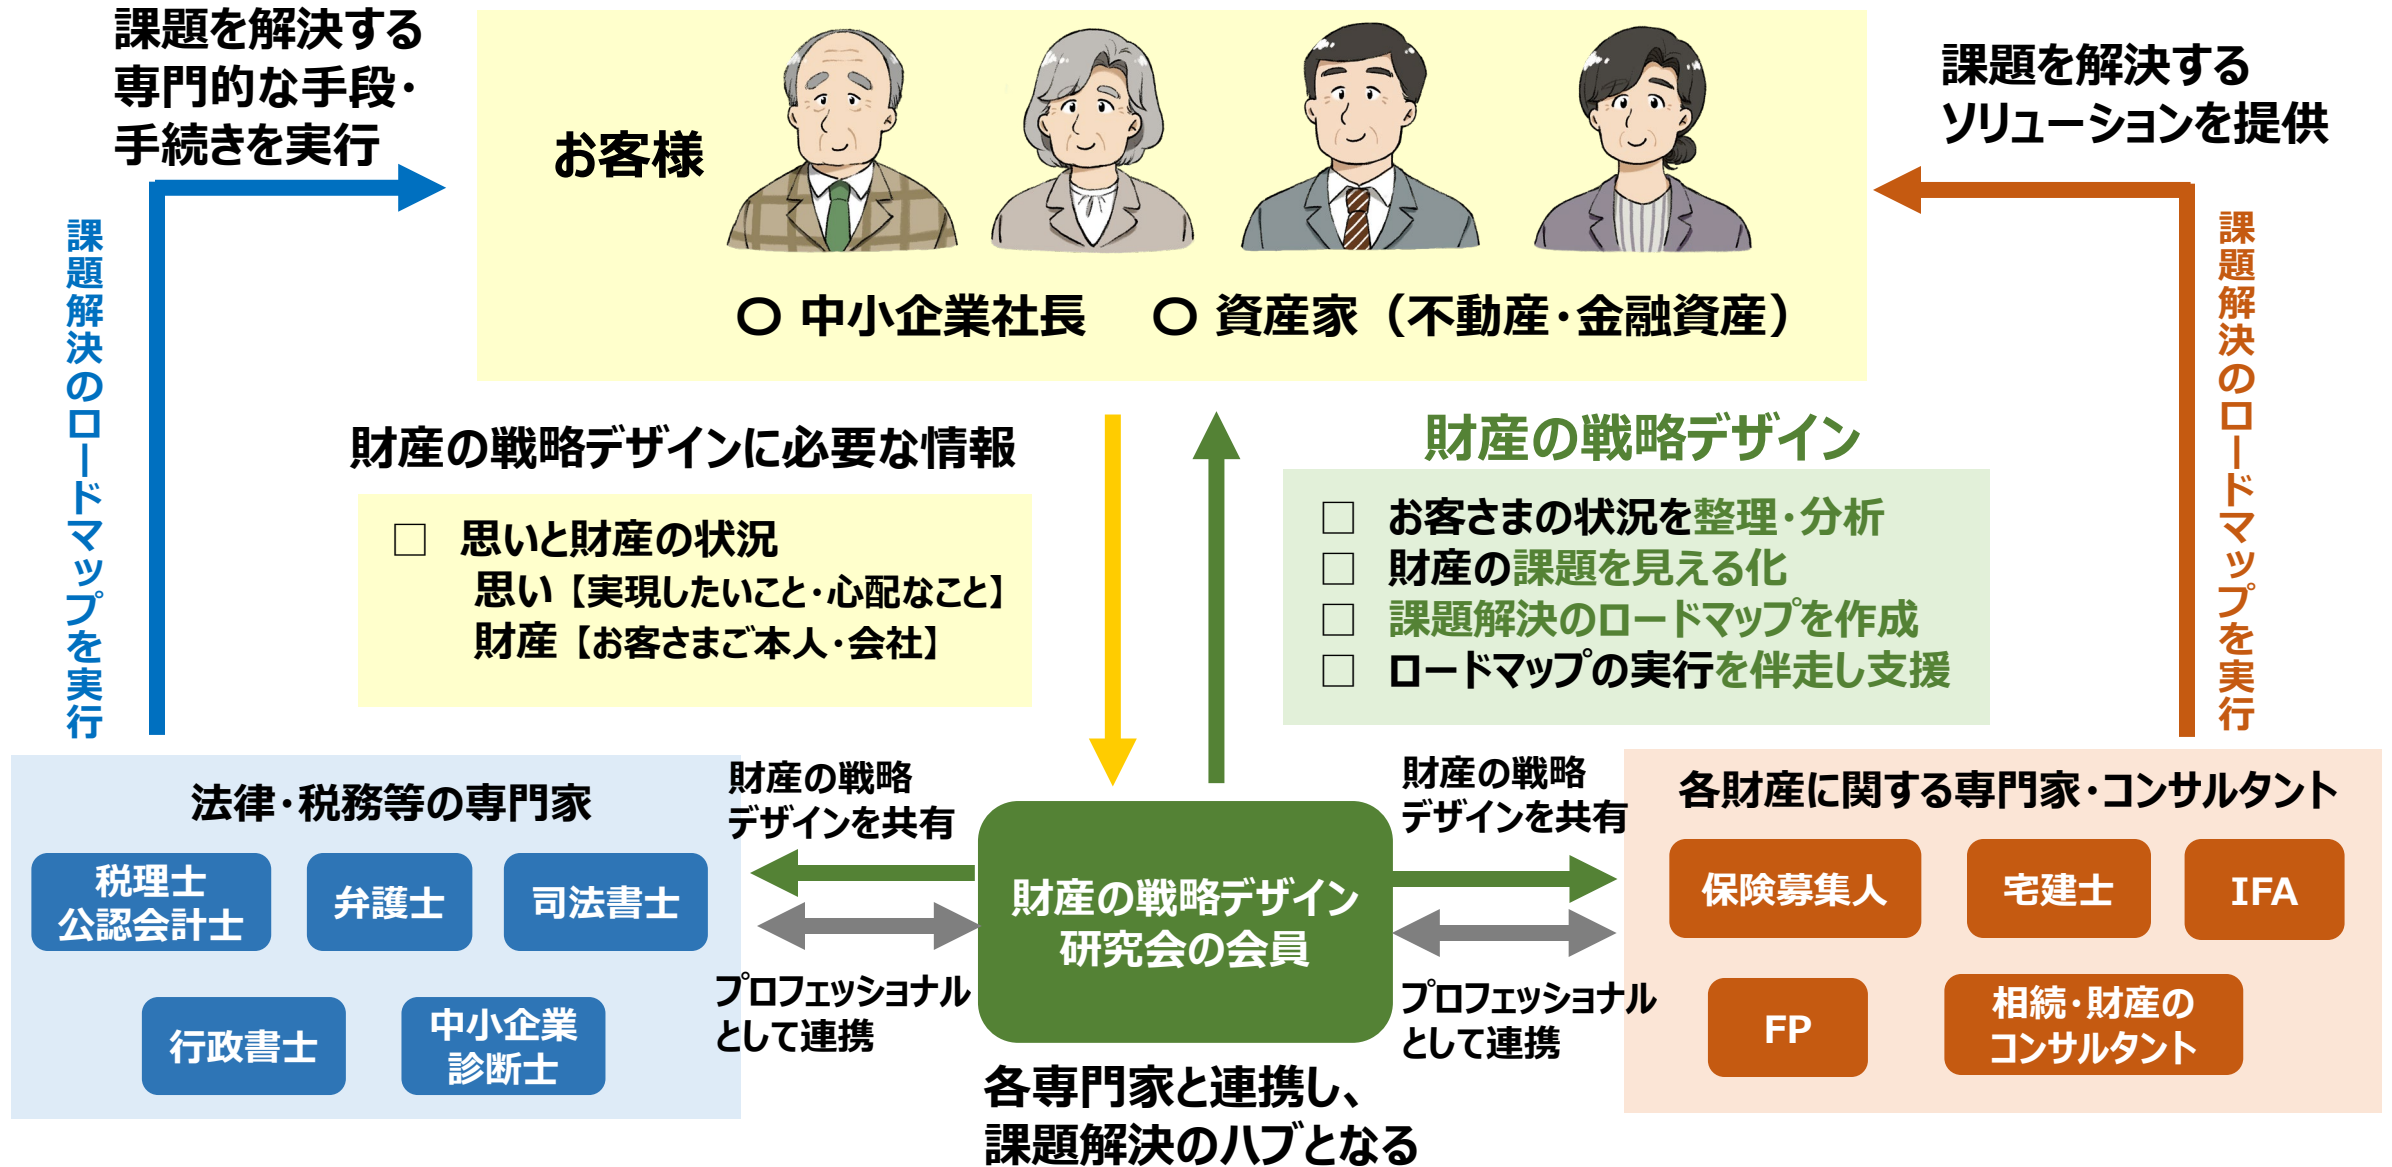 課題を解決する
専門的な手段・
手続きを実行
お客様
〇 中小企業社長　〇 資産家（不動産・金融資産）
課題を解決する
ソリューションを提供
課題解決のロードマップを実行
課題解決のロードマップを実行
財産の戦略デザインに必要な情報
□ 思いと財産の状況
思い【実現したいこと・心配なこと】
財産【お客さまご本人・会社】
財産の戦略デザイン
□ お客さまの状況を整理・分析
□ 財産の課題を見える化
□ 課題解決のロードマップを作成
□ ロードマップの実行を伴走し支援
法律・税務等の専門家
税理士
公認会計士
弁護士
司法書士
行政書士
中小企業
診断士
財産の戦略
デザインを共有
プロフェッショナル
として連携
財産の戦略デザイン
研究会の会員
各専門家と連携し、
課題解決のハブとなる
財産の戦略
デザインを共有
プロフェッショナル
として連携
各財産に関する専門家・コンサルタント
保険募集人
宅建士
IFA
FP
相続・財産の
コンサルタント